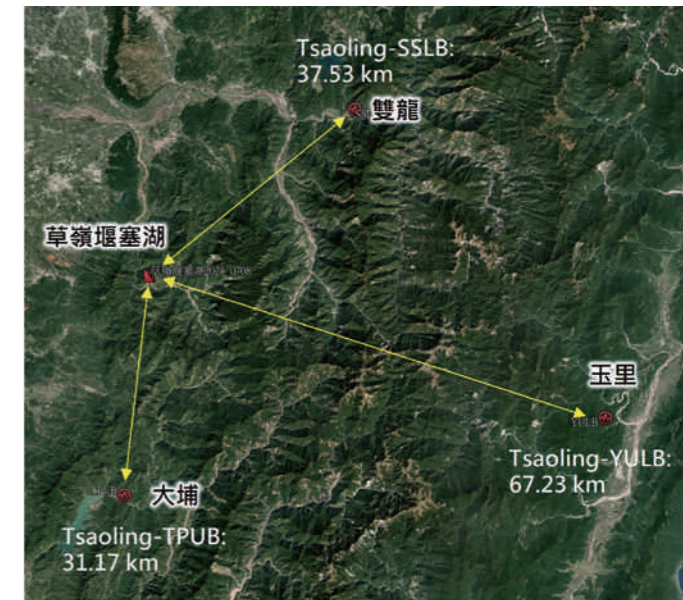 Tsaoling-SSLB:
37.53 km
雙龍
草嶺堰塞湖
玉里
YULB
Tsaoling-YULB:
67.23 km
大埔
Tsaoling-TPUB:
31.17 km